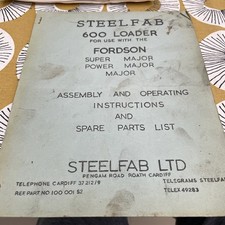 STEELFAB
600 LOADER
FOR USE WITH THE
FORDSON
SUPER MAJOR
POWER MAJOR
MAJOR
ASSEMBLY AND OPERATING
INSTRUCTIONS
AND
SPARE PARTS LIST
STEELFAB LTD
PENGAM ROAD ROATH CARDIFF
TELEPHONE CARDIFF
TELEGRAMS STEELFAB
REF PART NO 100 001
TELEX 49283